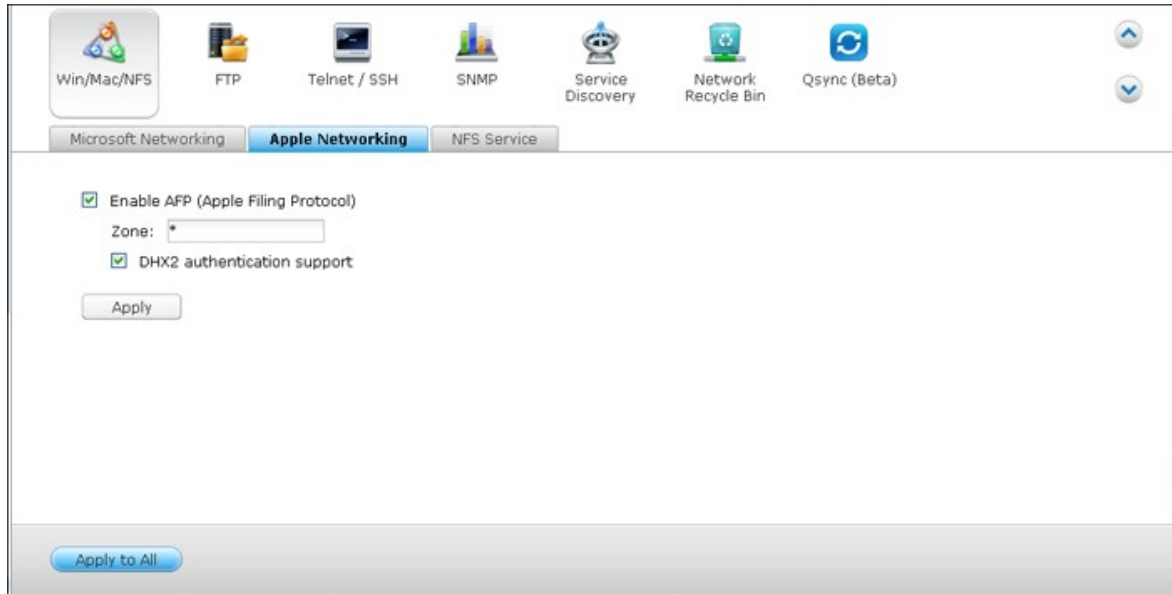 Win/Mac/NFS
FTP
Telnet / SSH
SNMP
Service
Discovery
Network
Recycle Bin
Qsync (Beta)
Microsoft Networking
Apple Networking
NFS Service
Enable AFP (Apple Filing Protocol)
Zone: *
DHX2 authentication support
Apply
Apply to All